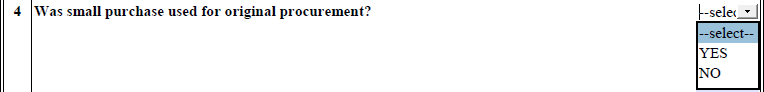 4 Was small purchase used for original procurement? --selec
--select--
YES
NO